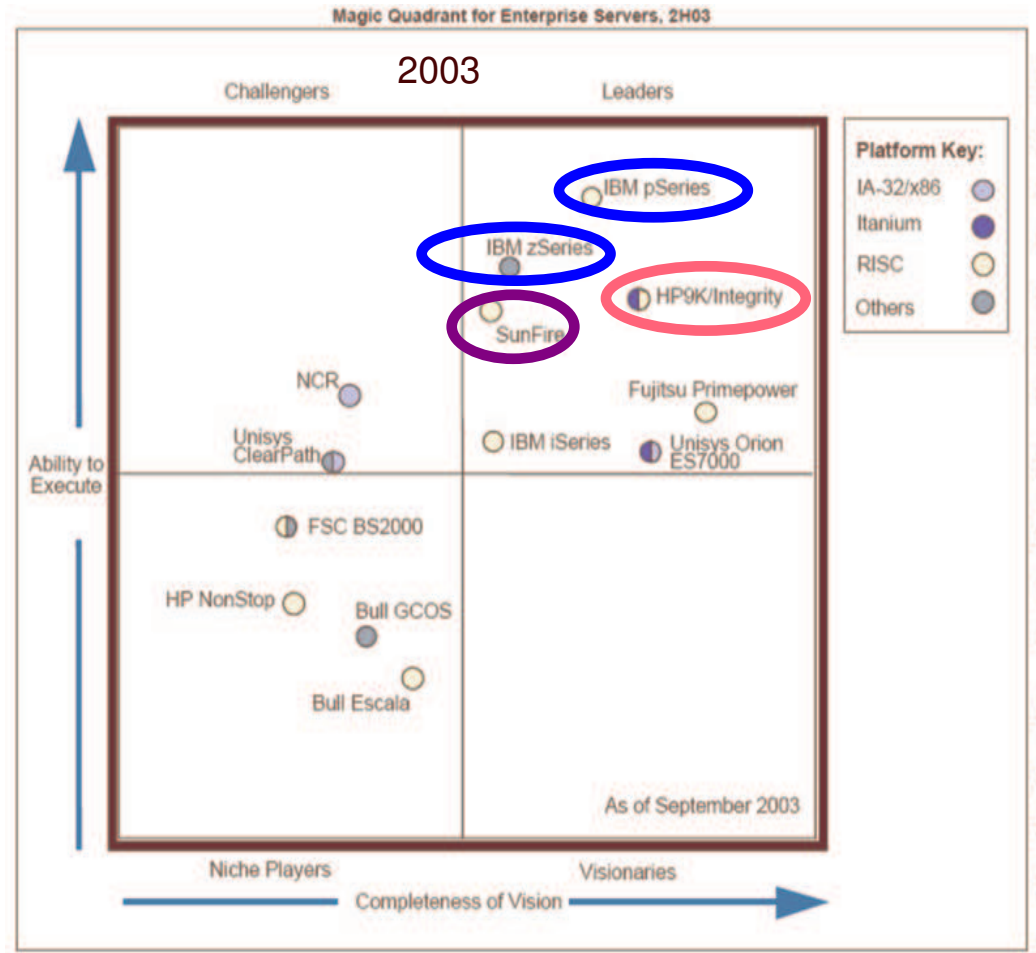 Magic Quadrant for Enterprise Servers, 2H03
2003
Challengers
Leaders
Platform Key:
IA-32/x86
Itanium
RISC
Others
IBM pSeries
IBM zSeries
HP9K/Integrity
SunFire
NCR
Fujitsu Primepower
Unisys
ClearPath
IBM iSeries
Unisys Orion
ES7000
Ability to
Execute
FSC BS2000
HP NonStop
Bull GCOS
Bull Escala
As of September 2003
Niche Players
Visionaries
Completeness of Vision